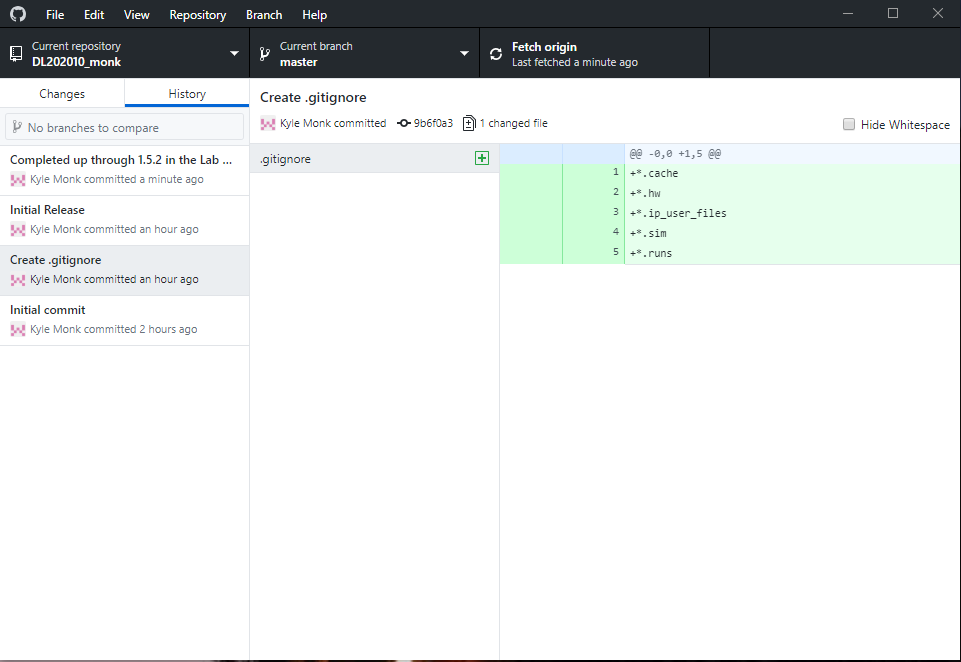 File Edit View Repository Branch Help
Current repository
DL202010_monk
Current branch
master
Fetch origin
Last fetched a minute ago
Changes
History
No branches to compare
Completed up through 1.5.2 in the Lab ...
Kyle Monk committed a minute ago
Initial Release
Kyle Monk committed an hour ago
Create .gitignore
Kyle Monk committed an hour ago
Initial commit
Kyle Monk committed 2 hours ago
Create .gitignore
Kyle Monk committed 9b6f0a3 1 changed file
Hide Whitespace
.gitignore
@@ -0,0 +1,5 @@
1 +*.cache
2 +*.hw
3 +*.ip_user_files
4 +*.sim
5 +*.runs